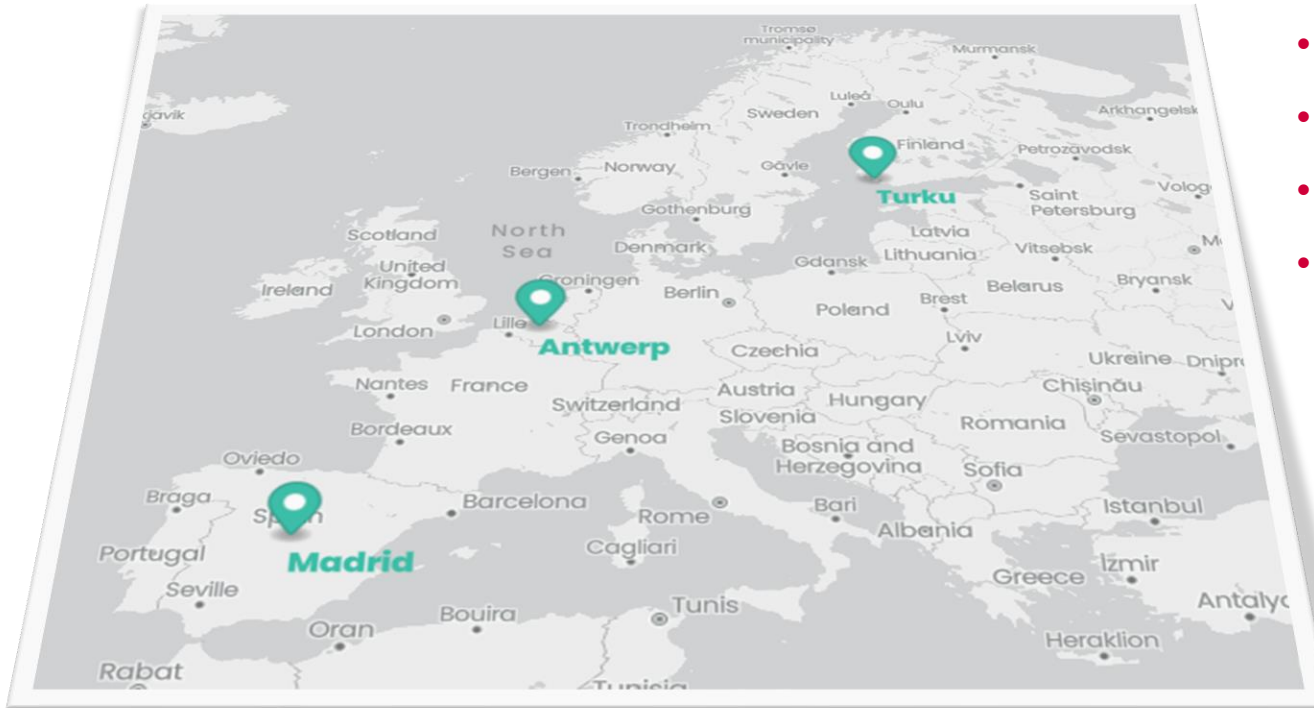 Tromsø
municipality
Murmansk
Luleå
Oulu
Sweden
Arkhangelsk
Trondheim
Finland
Petrozavodsk
Bergen
Norway
Gävle
Turku
Saint
Petersburg
Gothenburg
North
Sea
Scotland
Denmark
Latvia
Vitsebsk
Lithuania
Gdansk
United
Kingdom
Ireland
Groningen
Berlin
Belarus
Bryansk
Brest
Poland
London
Lille
Antwerp
Lviv
Czechia
Ukraine
Nantes
France
Austria
Chișinău
Switzerland
Hungary
Slovenia
Romania
Bordeaux
Genoa
Bosnia and
Herzegovina
Sevastopol
Oviedo
Sofia
Braga
Spain
Barcelona
Rome
Bari
Istanbul
Albania
Portugal
Madrid
Cagliari
Greece
Izmir
Seville
Bouira
Tunis
Oran
Heraklion
Rabat
Tunisia